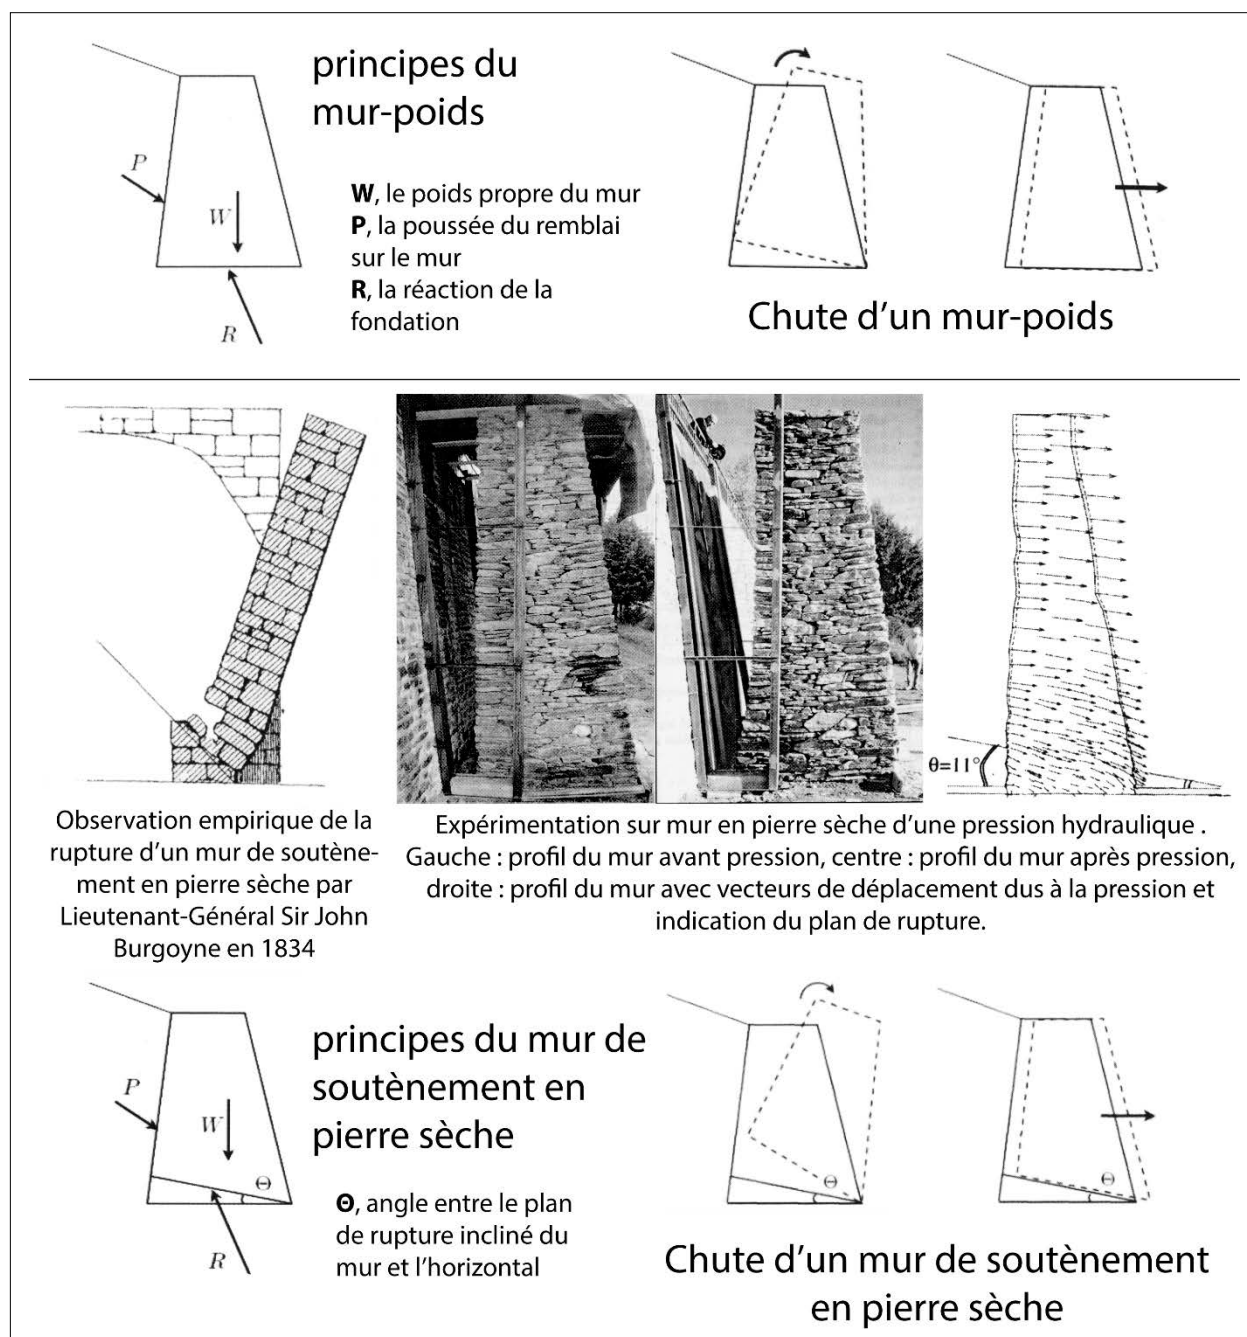 principes du
mur-poids
P
W
R
W, le poids propre du mur
P, la poussée du remblai
sur le mur
R, la réaction de la
fondation
Chute d’un mur-poids
θ=11°
Observation empirique de la
rupture d’un mur de soutène-
ment en pierre sèche par
Lieutenant-Général Sir John
Burgoyne en 1834
Expérimentation sur mur en pierre sèche d’une pression hydraulique .
Gauche : profil du mur avant pression, centre : profil du mur après pression,
droite : profil du mur avec vecteurs de déplacement dus à la pression et
indication du plan de rupture.
P
W
Θ
R
principes du mur de
soutènement en
pierre sèche
Θ, angle entre le plan
de rupture incliné du
mur et l’horizontal
Θ
Θ
Chute d’un mur de soutènement
en pierre sèche